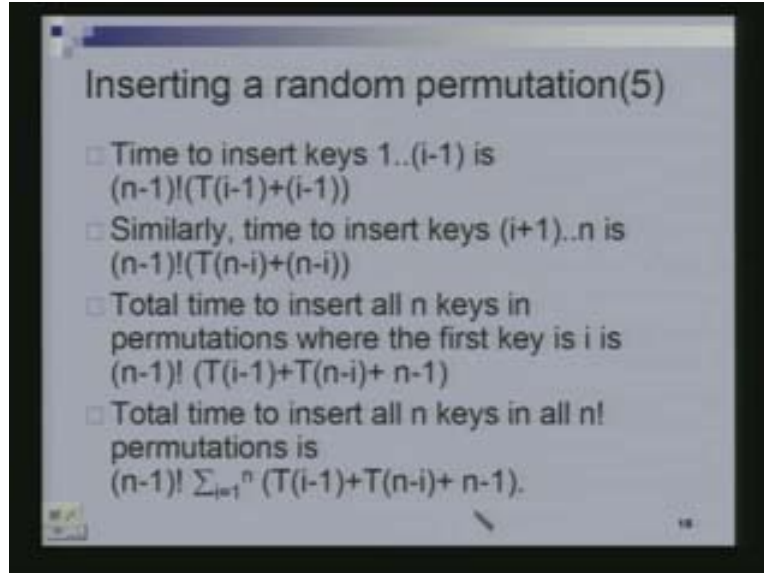 Inserting a random permutation(5)
Time to insert keys 1..(i-1) is
(n-1)!(T(i-1)+(i-1))
Similarly, time to insert keys (i+1)..n is
(n-1)!(T(n-i)+(n-i))
Total time to insert all n keys in
permutations where the first key is i is
(n-1)! (T(i-1)+T(n-i)+ n-1)
Total time to insert all n keys in all n!
permutations is
(n-1)! ∑ᵢ₌₁ⁿ (T(i-1)+T(n-i)+ n-1).